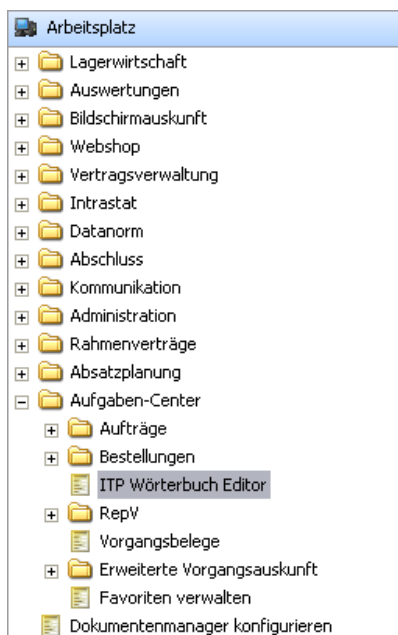 Arbeitsplatz
Lagerwirtschaft
Auswertungen
Bildschirmauskunft
Webshop
Vertragsverwaltung
Intrastat
Datanorm
Abschluss
Kommunikation
Administration
Rahmenverträge
Absatzplanung
Aufgaben-Center
Aufträge
Bestellungen
ITP Wörterbuch Editor
RepV
Vorgangsbelege
Erweiterte Vorgangsauskunft
Favoriten verwalten
Dokumentenmanager konfigurieren